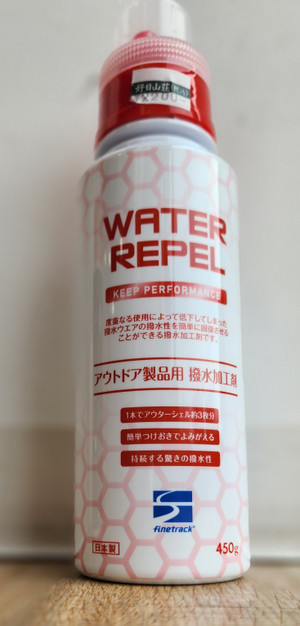 好日山荘
¥2200
WATER
REPEL
KEEP PERFORMANCE
度重なる使用によって低下してしまった
撥水ウエアの撥水性を簡単に回復させる
ことができる撥水加工剤です。
アウトドア製品用 撥水加工剤
1本でアウターシェル約3枚分
簡単つけおきでよみがえる
持続する驚きの撥水性
finetrack
日本製
450g